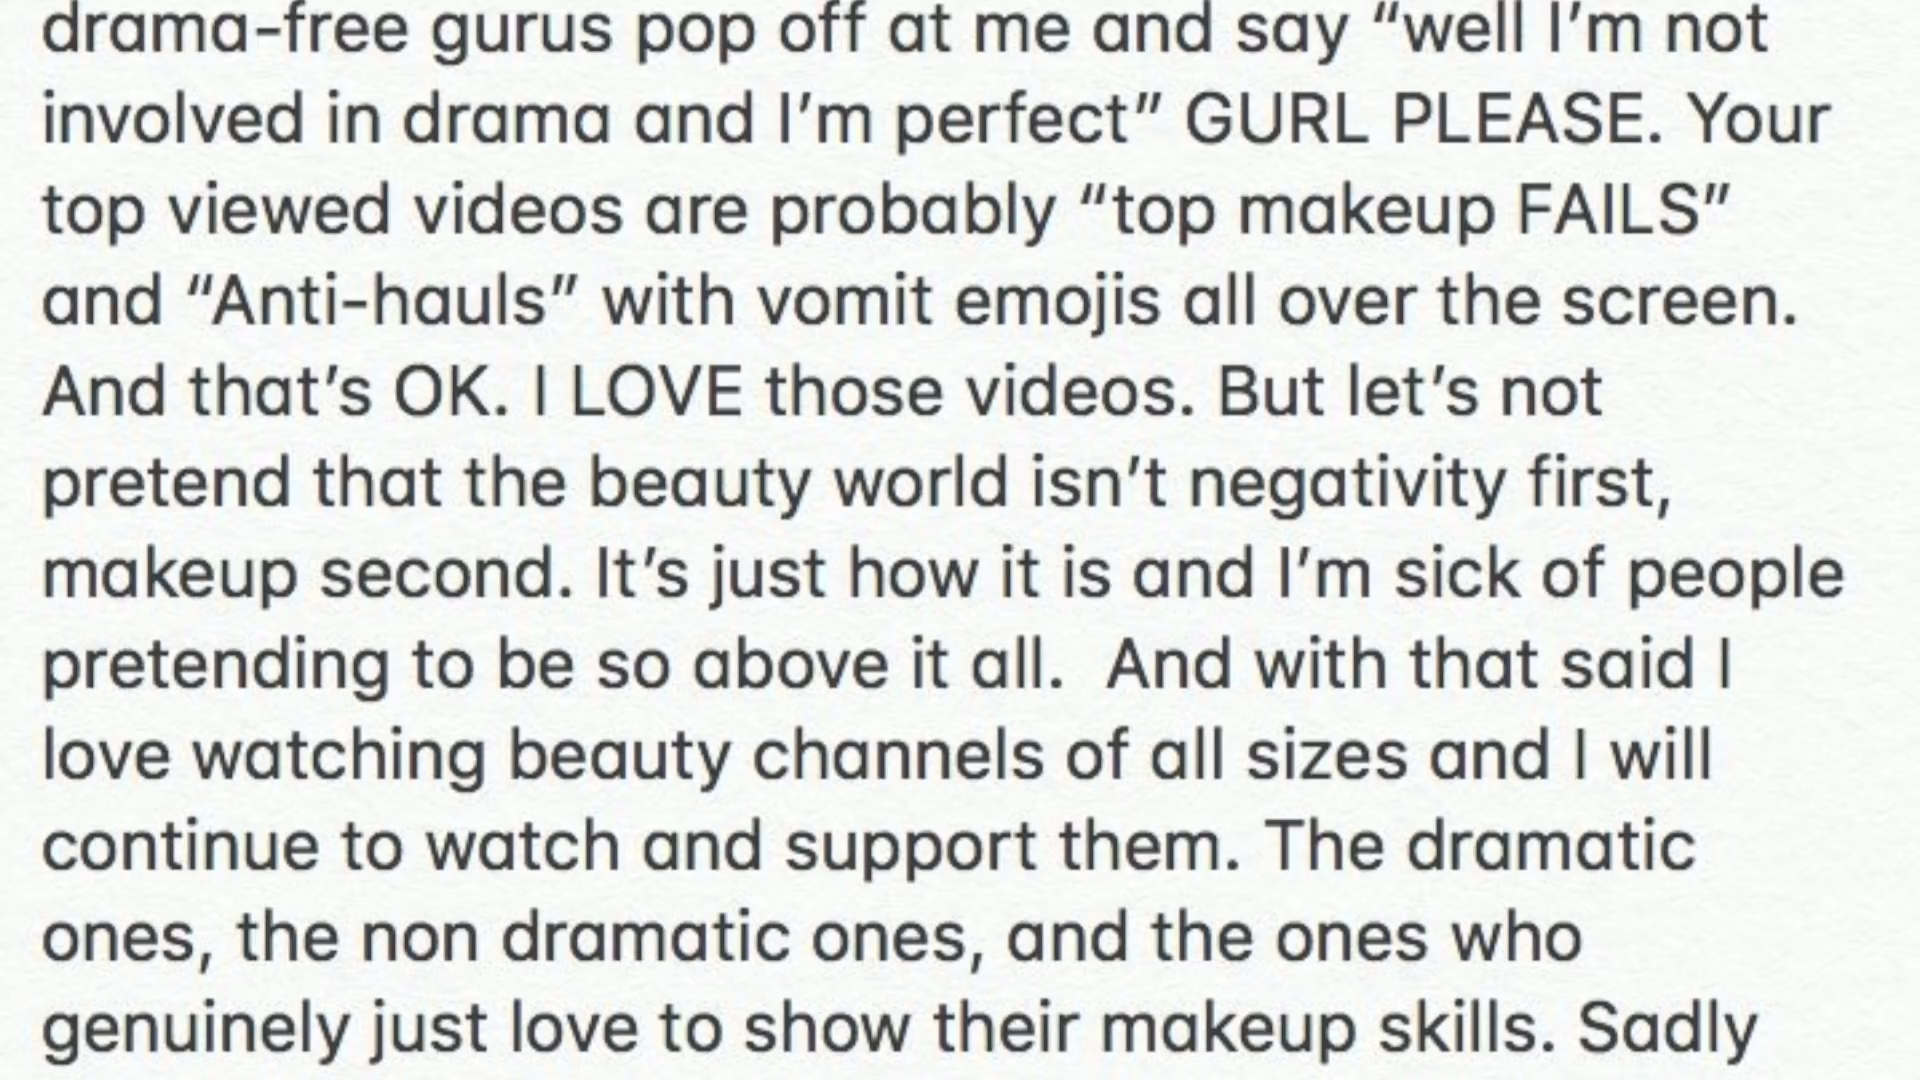 drama-free gurus pop off at me and say “well I’m not
involved in drama and I’m perfect” GURL PLEASE. Your
top viewed videos are probably “top makeup FAILS”
and “Anti-hauls” with vomit emojis all over the screen.
And that’s OK. I LOVE those videos. But let’s not
pretend that the beauty world isn’t negativity first,
makeup second. It’s just how it is and I’m sick of people
pretending to be so above it all.  And with that said I
love watching beauty channels of all sizes and I will
continue to watch and support them. The dramatic
ones, the non dramatic ones, and the ones who
genuinely just love to show their makeup skills. Sadly